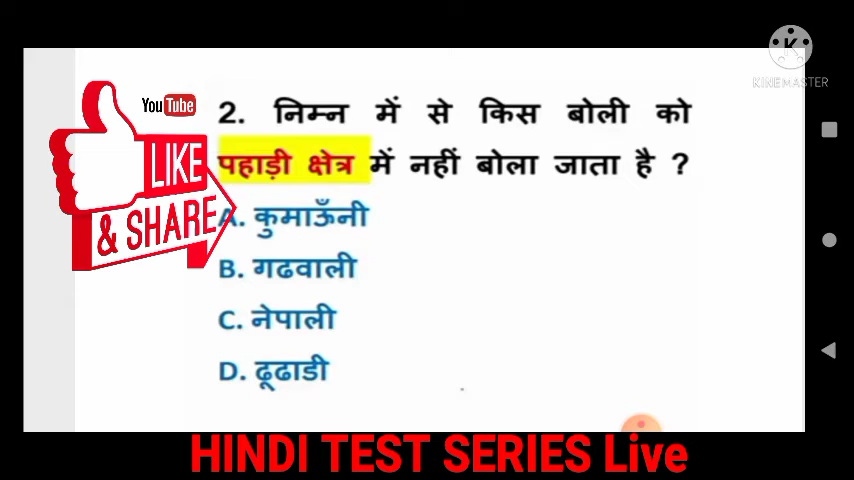 KINEMASTER
YouTube
LIKE
& SHARE
2. निम्न में से किस बोली को
पहाड़ी क्षेत्र में नहीं बोला जाता है ?
A. कुमाऊँनी
B. गढवाली
C. नेपाली
D. ढूढाडी
HINDI TEST SERIES Live